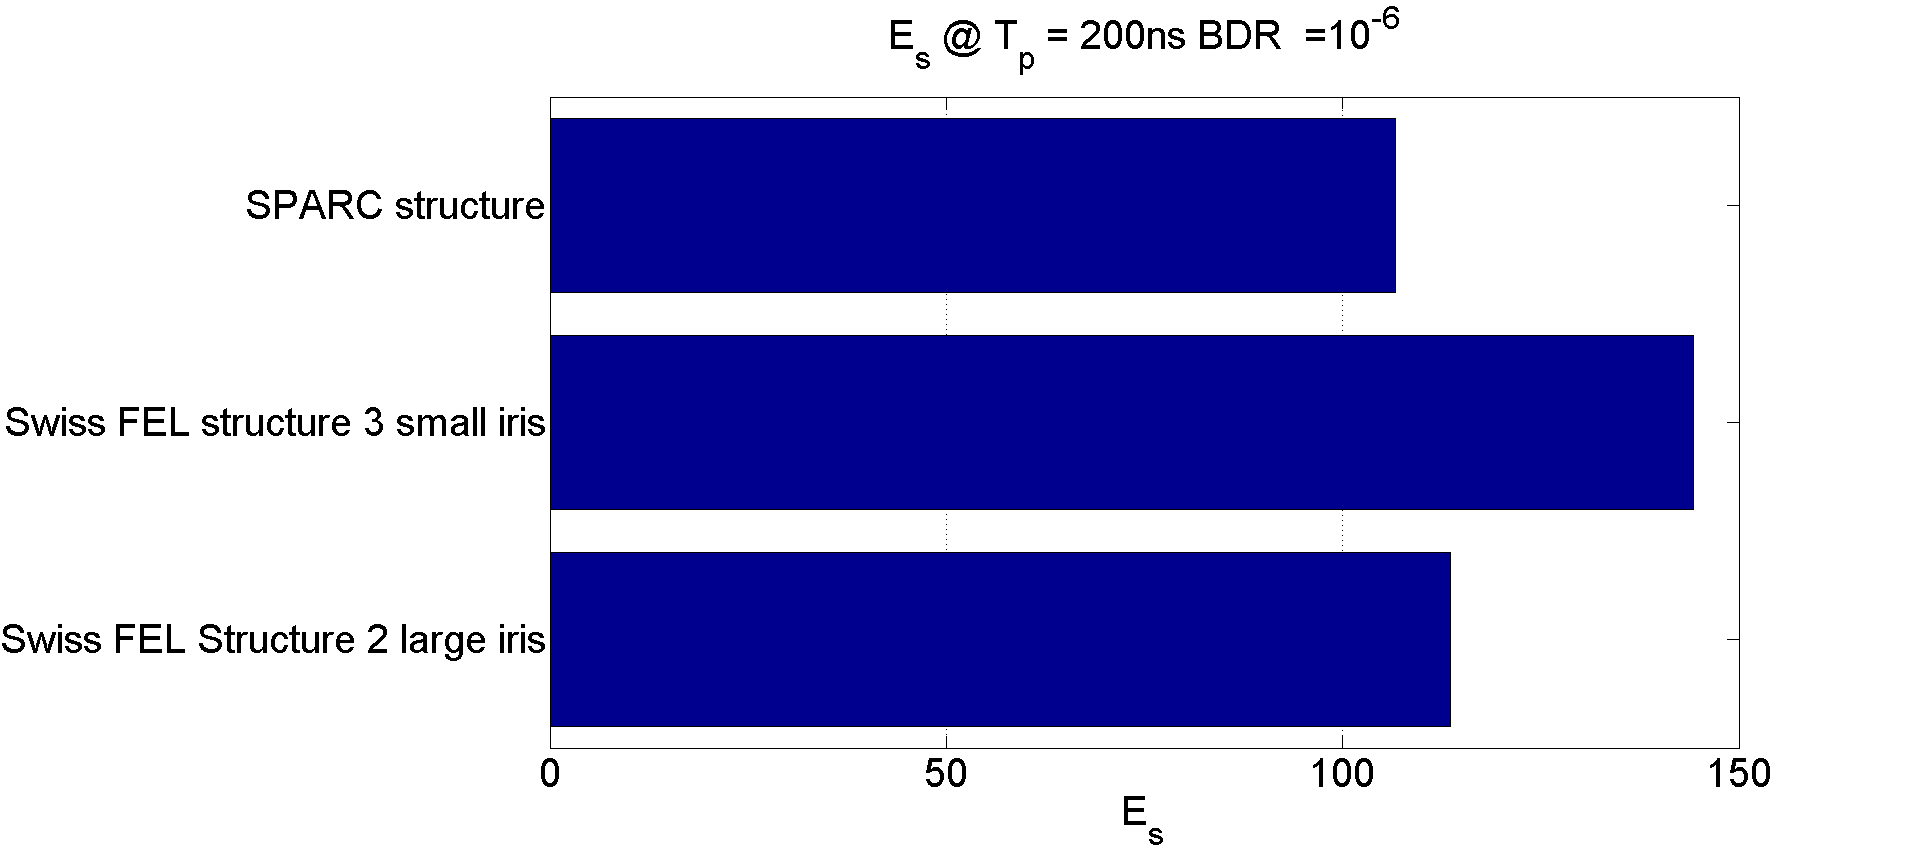 E_s @ T_p = 200ns BDR =10^-6
SPARC structure
Swiss FEL structure 3 small iris
Swiss FEL Structure 2 large iris
0 50 100 150
E_s